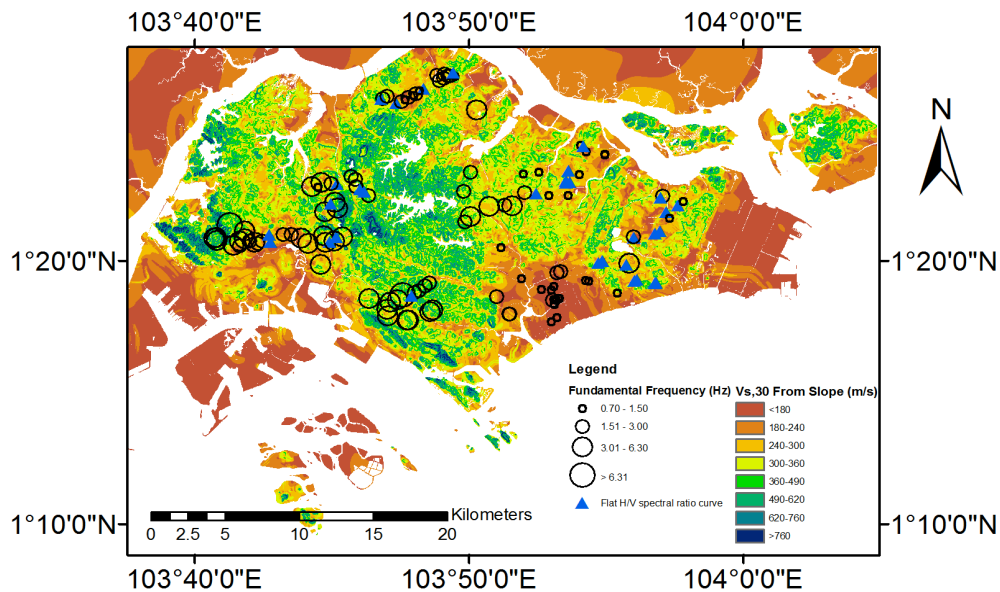 103°40'0"E 103°50'0"E 104°0'0"E
N
1°20'0"N 1°20'0"N
Legend
Fundamental Frequency (Hz) Vs,30 From Slope (m/s)
0.70 - 1.50 <180
1.51 - 3.00 180-240
240-300
3.01 - 6.30 300-360
360-490
> 6.31 490-620
Flat H/V spectral ratio curve 620-760
>760
Kilometers
0 2.5 5 10 15 20
1°10'0"N 1°10'0"N
103°40'0"E 103°50'0"E 104°0'0"E